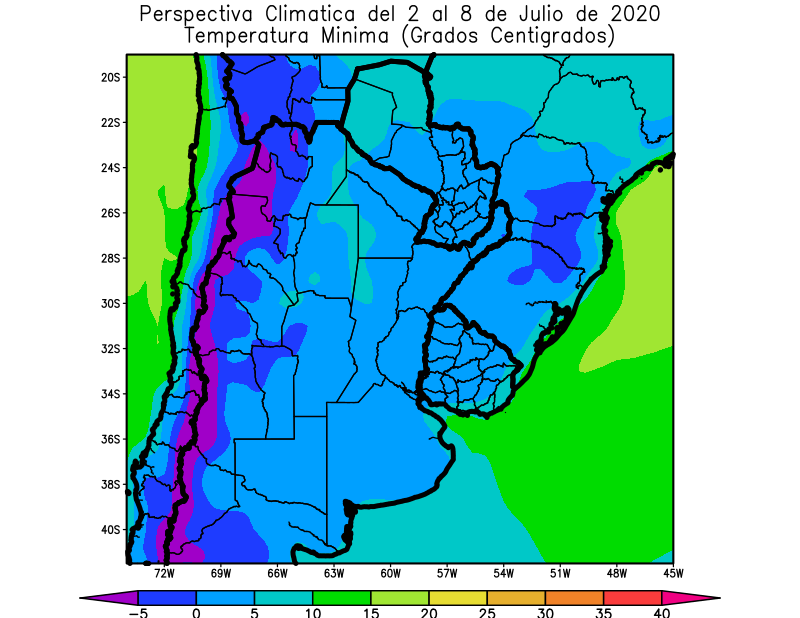 Perspectiva Climatica del 2 al 8 de Julio de 2020
Temperatura Minima (Grados Centigrados)
20S
22S
24S
26S
28S
30S
32S
34S
36S
38S
40S
72W 69W 66W 63W 60W 57W 54W 51W 48W 45W
−5 0 5 10 15 20 25 30 35 40